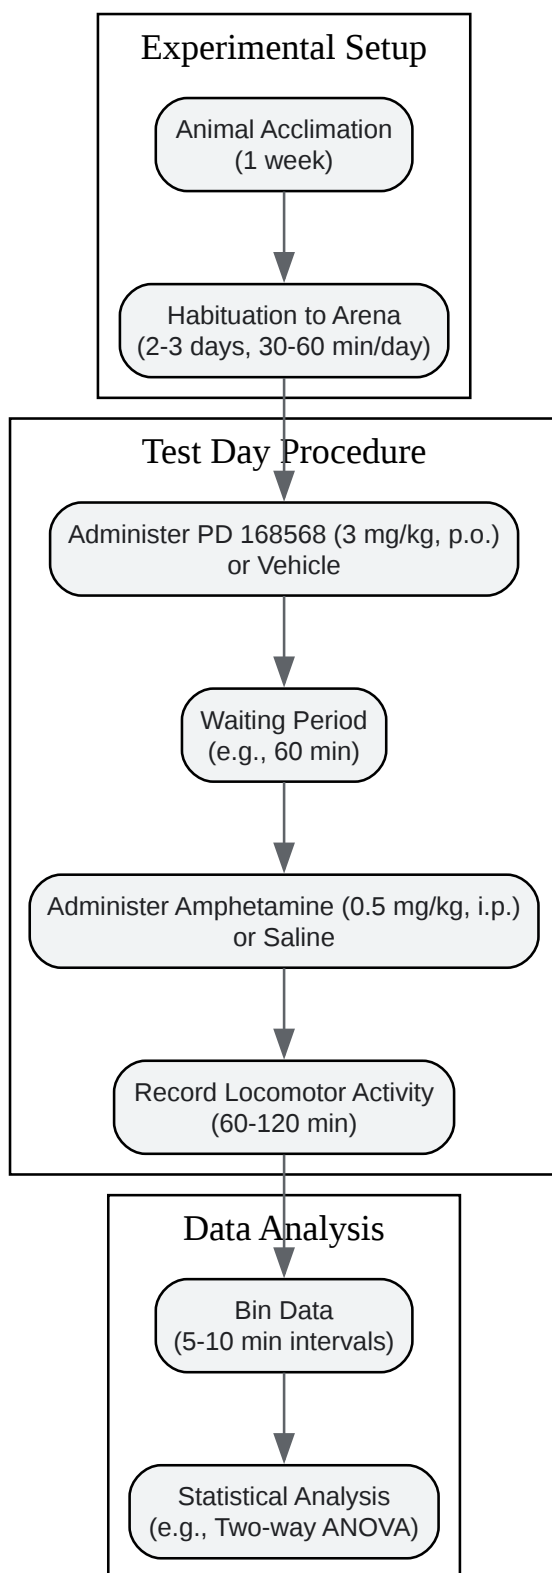 Experimental Setup
Animal Acclimation
(1 week)
Habituation to Arena
(2-3 days, 30-60 min/day)
Test Day Procedure
Administer PD 168568 (3 mg/kg, p.o.)
or Vehicle
Waiting Period
(e.g., 60 min)
Administer Amphetamine (0.5 mg/kg, i.p.)
or Saline
Record Locomotor Activity
(60-120 min)
Data Analysis
Bin Data
(5-10 min intervals)
Statistical Analysis
(e.g., Two-way ANOVA)